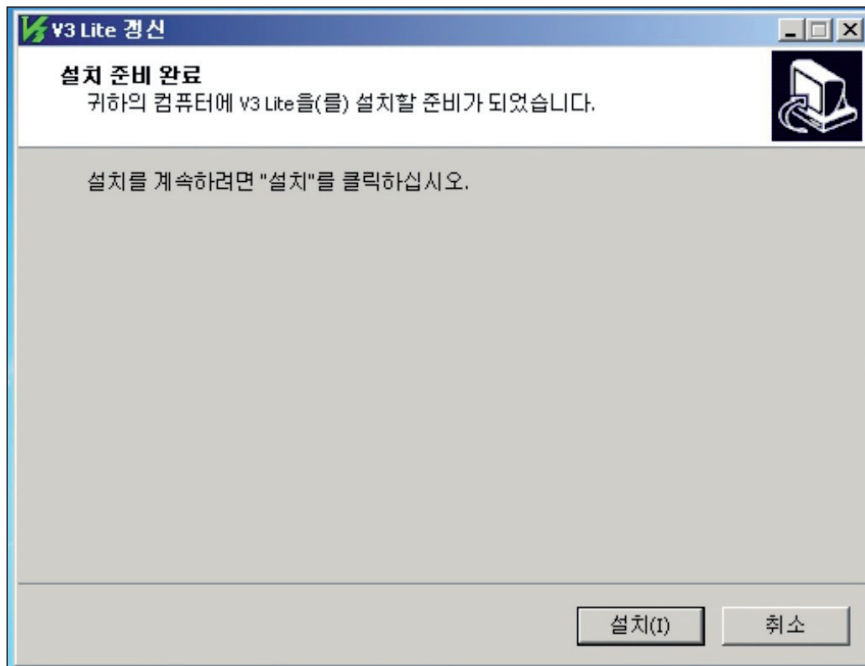 V3 Lite 갱신
설치 준비 완료
귀하의 컴퓨터에 V3 Lite을(를) 설치할 준비가 되었습니다.
설치를 계속하려면 "설치"를 클릭하십시오.
설치(I)
취소